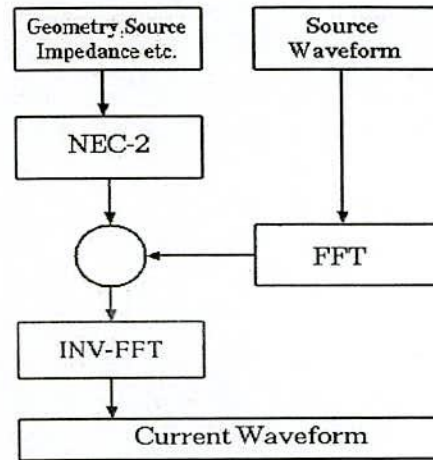 Geometry,Source
Impedance etc.
Source
Waveform
NEC-2
FFT
INV-FFT
Current Waveform